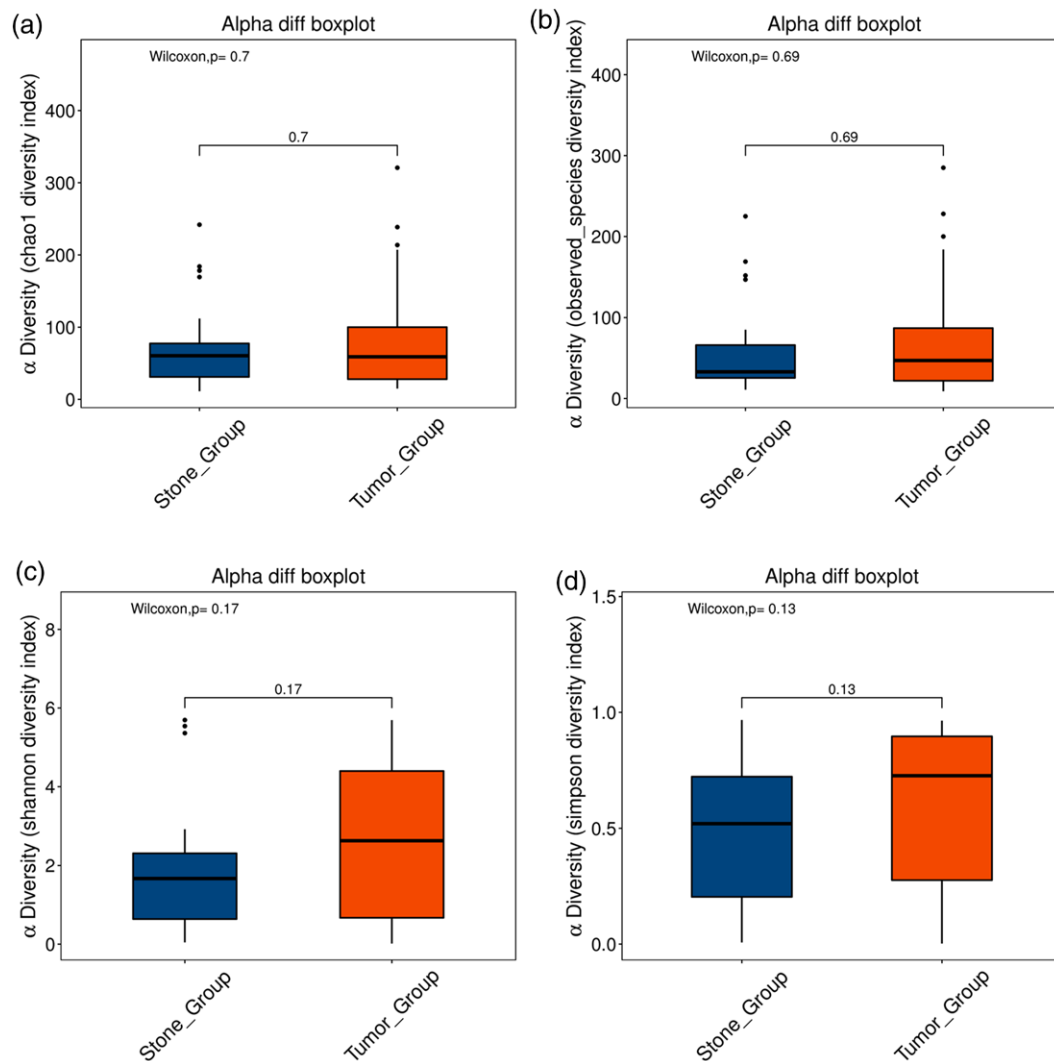 (a)
Alpha diff boxplot
Wilcoxon,p= 0.7
0.7
α Diversity (chao1 diversity index)
400
300
200
100
0
Stone_Group
Tumor_Group
(b)
Alpha diff boxplot
Wilcoxon,p= 0.69
0.69
α Diversity (observed_species diversity index)
400
300
200
100
0
Stone_Group
Tumor_Group
(c)
Alpha diff boxplot
Wilcoxon,p= 0.17
0.17
α Diversity (shannon diversity index)
8
6
4
2
0
Stone_Group
Tumor_Group
(d)
Alpha diff boxplot
Wilcoxon,p= 0.13
0.13
α Diversity (simpson diversity index)
1.5
1.0
0.5
0.0
Stone_Group
Tumor_Group